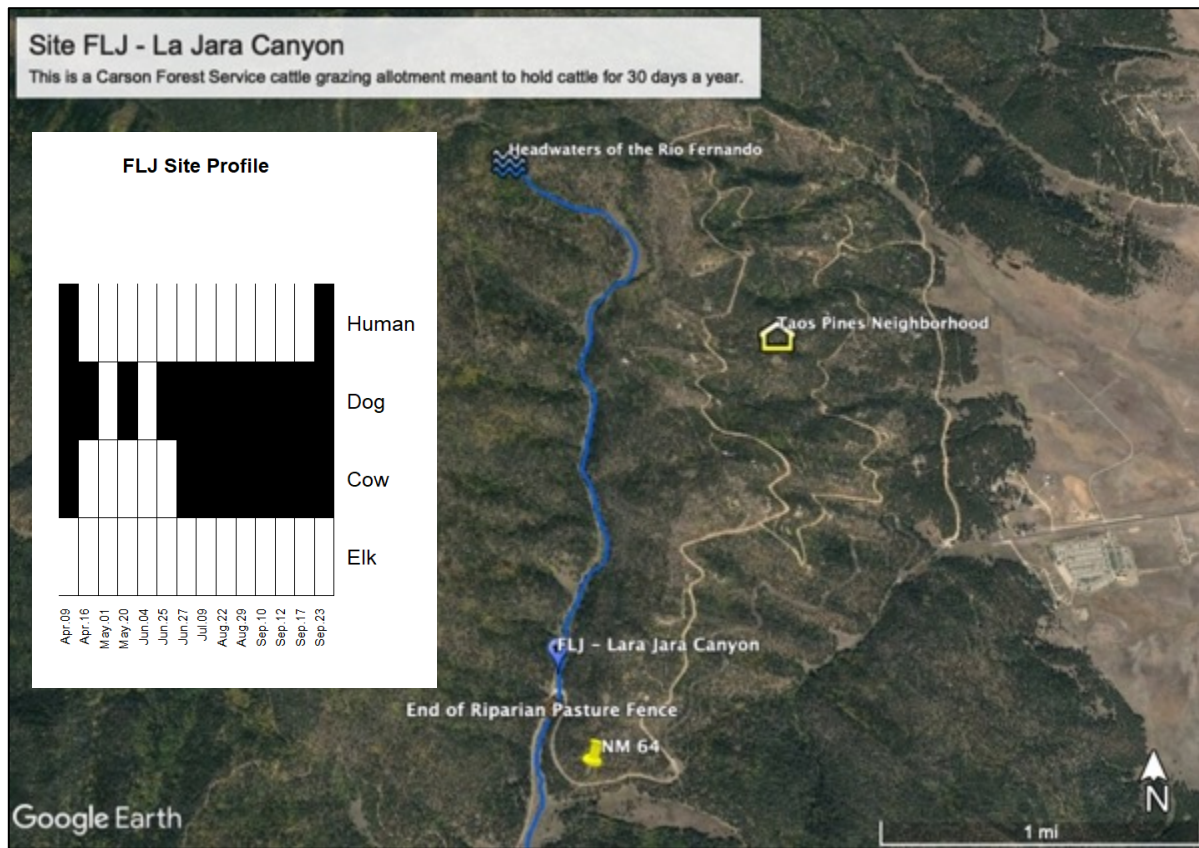 Site FLJ - La Jara Canyon
This is a Carson Forest Service cattle grazing allotment meant to hold cattle for 30 days a year.
FLJ Site Profile
Human
Dog
Cow
Elk
Apr.09
Apr.16
May.01
May.20
Jun.04
Jun.25
Jun.27
Jul.09
Aug.22
Aug.29
Sep.10
Sep.12
Sep.17
Sep.23
Headwaters of the Rio Fernando
Taos Pines Neighborhood
FLJ - Lara Jara Canyon
End of Riparian Pasture Fence
NM 64
N
Google Earth
1 mi